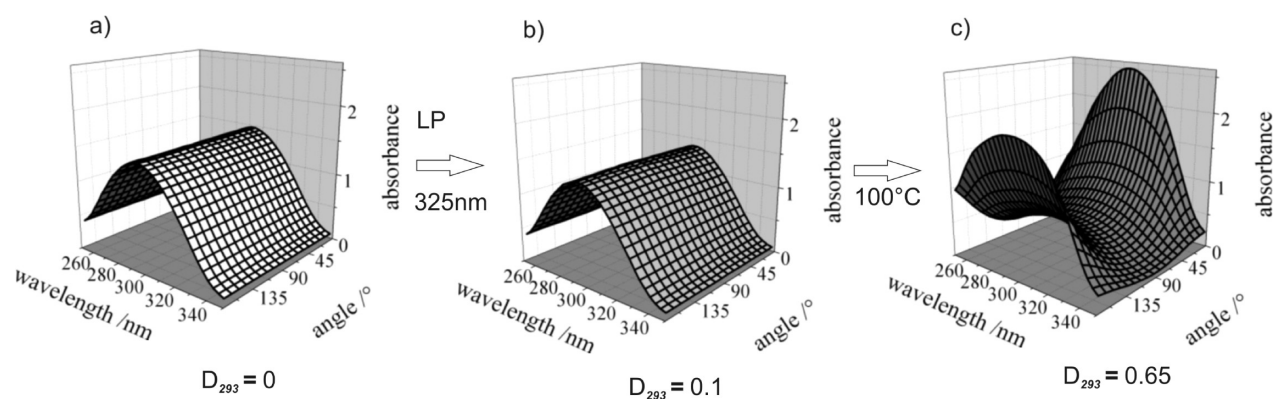 a)
2
1
0
absorbance
260
280
300
320
340
wavelength /nm
45
90
135
angle /°
D293 = 0
LP
325nm
b)
2
1
0
absorbance
260
280
300
320
340
wavelength /nm
45
90
135
angle /°
D293 = 0.1
100°C
c)
2
1
0
absorbance
260
280
300
320
340
wavelength /nm
45
90
135
angle /°
D293 = 0.65